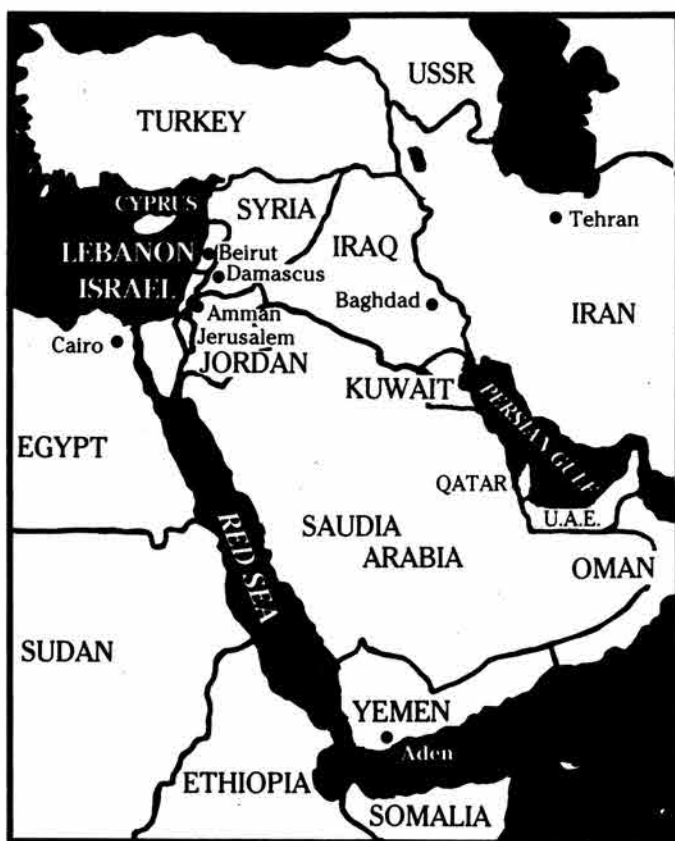 USSR
TURKEY
CYPRUS
SYRIA
Tehran
LEBANON
Beirut
IRAQ
ISRAEL
Damascus
Baghdad
IRAN
Amman
Cairo
Jerusalem
JORDAN
KUWAIT
PERSIAN GULF
EGYPT
QATAR
U.A.E.
RED SEA
SAUDIA
ARABIA
OMAN
SUDAN
YEMEN
Aden
ETHIOPIA
SOMALIA